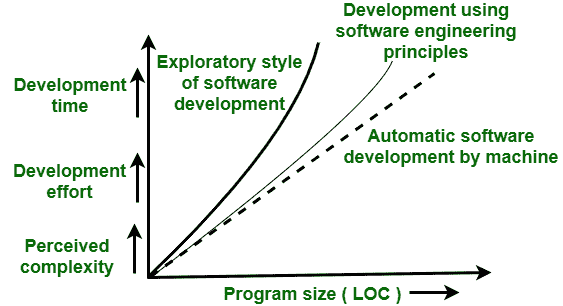 Development using
software engineering
principles
Exploratory style
of software
development
Development
time
Automatic software
development by machine
Development
effort
Perceived
complexity
Program size ( LOC )